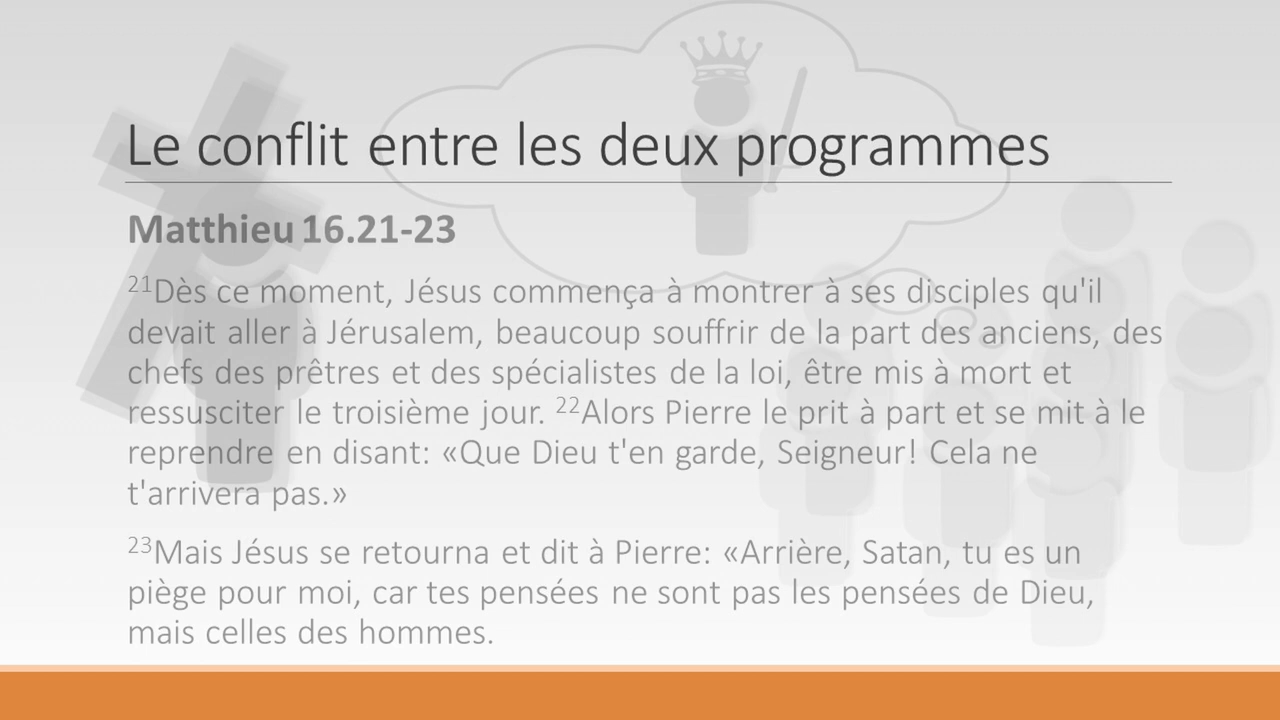 Le conflit entre les deux programmes
Matthieu 16.21-23
21Dès ce moment, Jésus commença à montrer à ses disciples qu'il
devait aller à Jérusalem, beaucoup souffrir de la part des anciens, des
chefs des prêtres et des spécialistes de la loi, être mis à mort et
ressusciter le troisième jour. 22Alors Pierre le prit à part et se mit à le
reprendre en disant: «Que Dieu t'en garde, Seigneur! Cela ne
t'arrivera pas.»
23Mais Jésus se retourna et dit à Pierre: «Arrière, Satan, tu es un
piège pour moi, car tes pensées ne sont pas les pensées de Dieu,
mais celles des hommes.